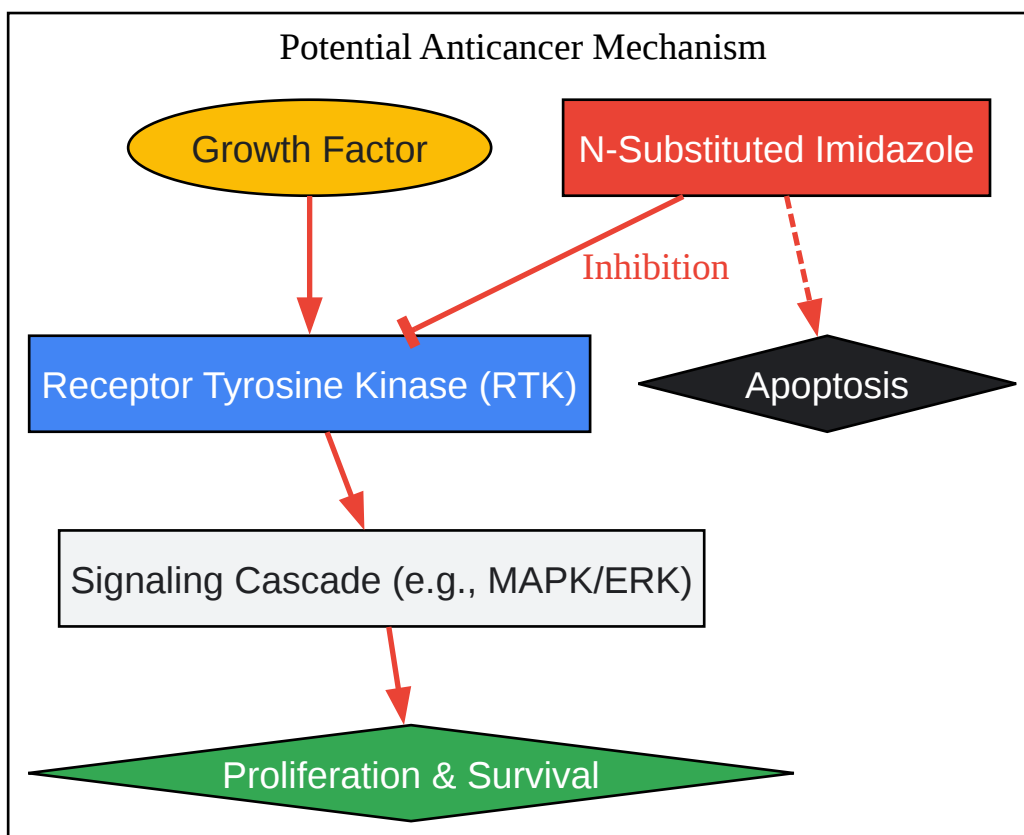 Potential Anticancer Mechanism
Growth Factor
N-Substituted Imidazole
Inhibition
Receptor Tyrosine Kinase (RTK)
Apoptosis
Signaling Cascade (e.g., MAPK/ERK)
Proliferation & Survival